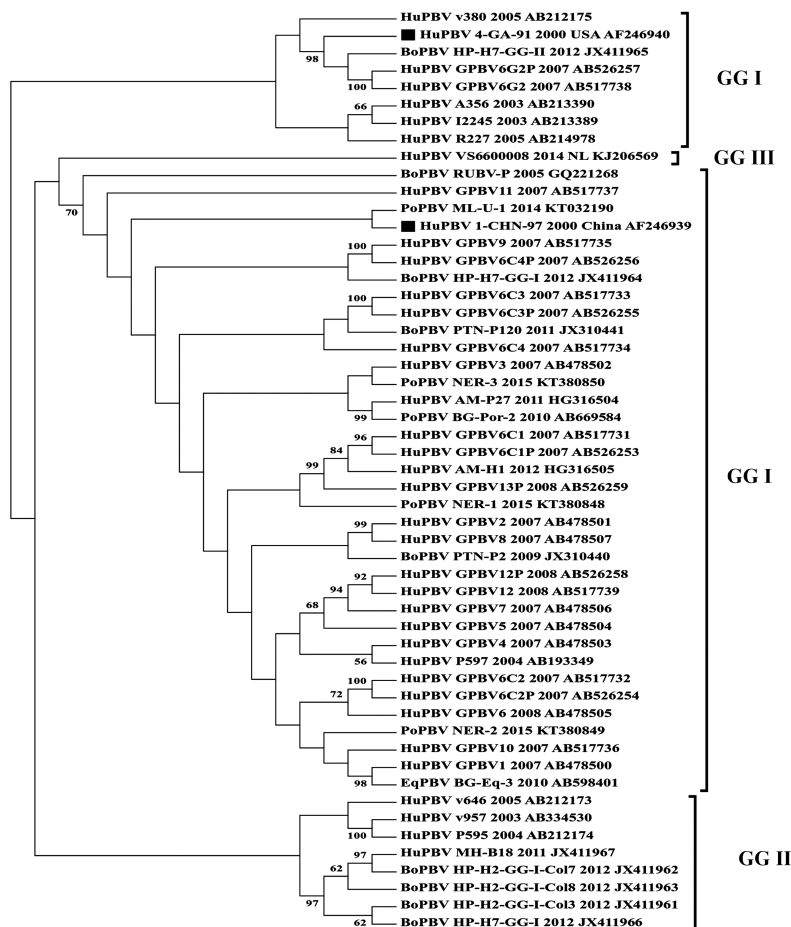 HuPBV v380 2005 AB212175
HuPBV 4-GA-91 2000 USA AF246940
98
BoPBV HP-H7-GG-II 2012 JX411965
HuPBV GPBV6G2P 2007 AB526257
GG I
100
HuPBV GPBV6G2 2007 AB517738
66
HuPBV A356 2003 AB213390
HuPBV I2245 2003 AB213389
HuPBV R227 2005 AB214978
HuPBV VS6600008 2014 NL KJ206569
GG III
BoPBV RUBV-P 2005 GQ221268
70
HuPBV GPBV11 2007 AB517737
PoPBV ML-U-1 2014 KT032190
HuPBV 1-CHN-97 2000 China AF246939
100
HuPBV GPBV9 2007 AB517735
HuPBV GPBV6C4P 2007 AB526256
BoPBV HP-H7-GG-I 2012 JX411964
100
HuPBV GPBV6C3 2007 AB517733
HuPBV GPBV6C3P 2007 AB526255
BoPBV PTN-P120 2011 JX310441
HuPBV GPBV6C4 2007 AB517734
HuPBV GPBV3 2007 AB478502
PoPBV NER-3 2015 KT380850
HuPBV AM-P27 2011 HG316504
99
PoPBV BG-Por-2 2010 AB669584
96
HuPBV GPBV6C1 2007 AB517731
84
HuPBV GPBV6C1P 2007 AB526253
99
HuPBV AM-H1 2012 HG316505
GG I
HuPBV GPBV13P 2008 AB526259
PoPBV NER-1 2015 KT380848
99
HuPBV GPBV2 2007 AB478501
HuPBV GPBV8 2007 AB478507
BoPBV PTN-P2 2009 JX310440
92
HuPBV GPBV12P 2008 AB526258
94
HuPBV GPBV12 2008 AB517739
68
HuPBV GPBV7 2007 AB478506
HuPBV GPBV5 2007 AB478504
HuPBV GPBV4 2007 AB478503
56
HuPBV P597 2004 AB193349
100
HuPBV GPBV6C2 2007 AB517732
72
HuPBV GPBV6C2P 2007 AB526254
HuPBV GPBV6 2008 AB478505
PoPBV NER-2 2015 KT380849
HuPBV GPBV10 2007 AB517736
HuPBV GPBV1 2007 AB478500
98
EqPBV BG-Eq-3 2010 AB598401
HuPBV v646 2005 AB212173
HuPBV v957 2003 AB334530
100
HuPBV P595 2004 AB212174
97
HuPBV MH-B18 2011 JX411967
GG II
62
BoPBV HP-H2-GG-I-Col7 2012 JX411962
BoPBV HP-H2-GG-I-Col8 2012 JX411963
97
BoPBV HP-H2-GG-I-Col3 2012 JX411961
62
BoPBV HP-H7-GG-I 2012 JX411966